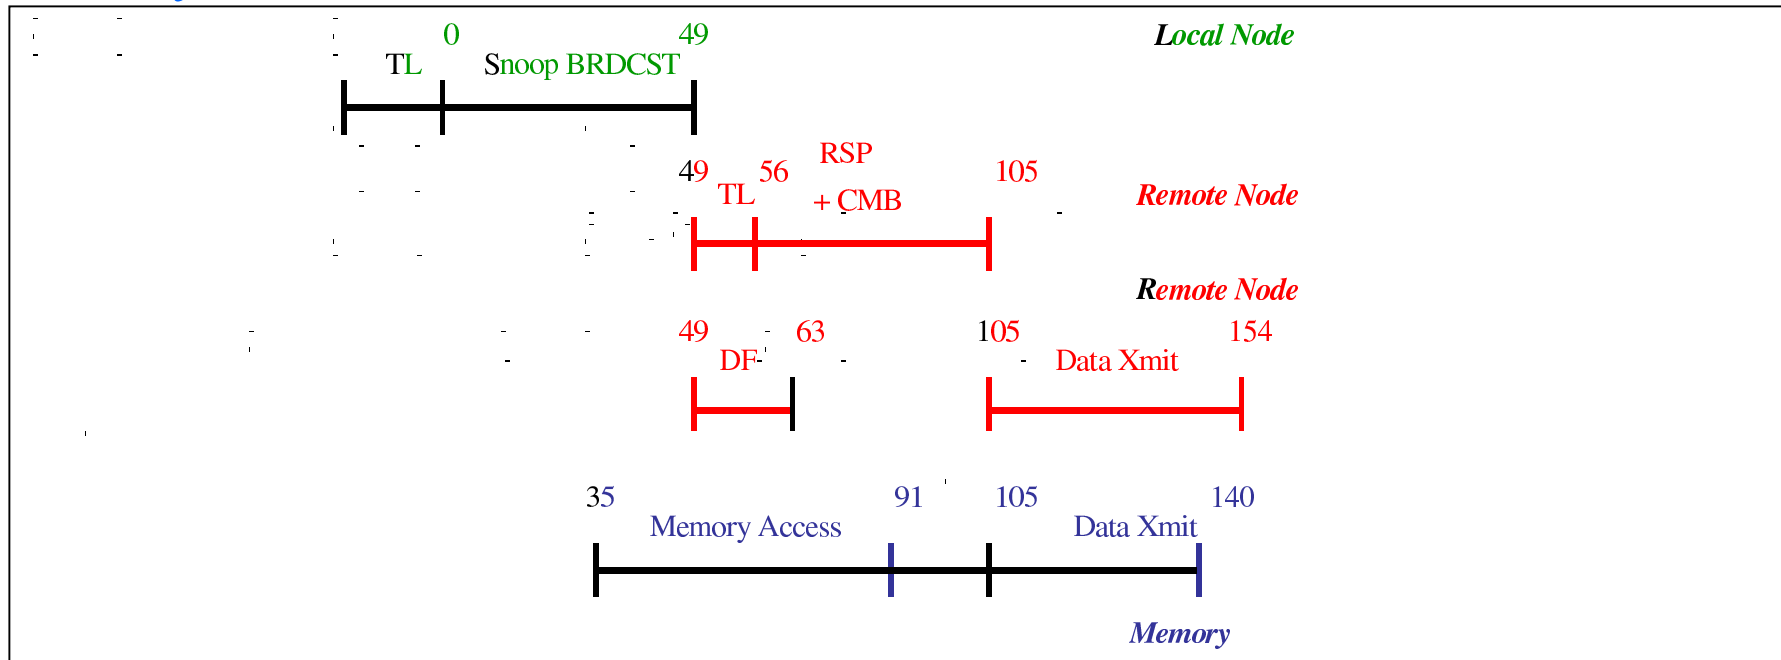 0 49 Local Node
TL Snoop BRDCST
RSP
49 56 105
TL + CMB Remote Node
Remote Node
49 63 105 154
DF Data Xmit
35 91 105 140
Memory Access Data Xmit
Memory